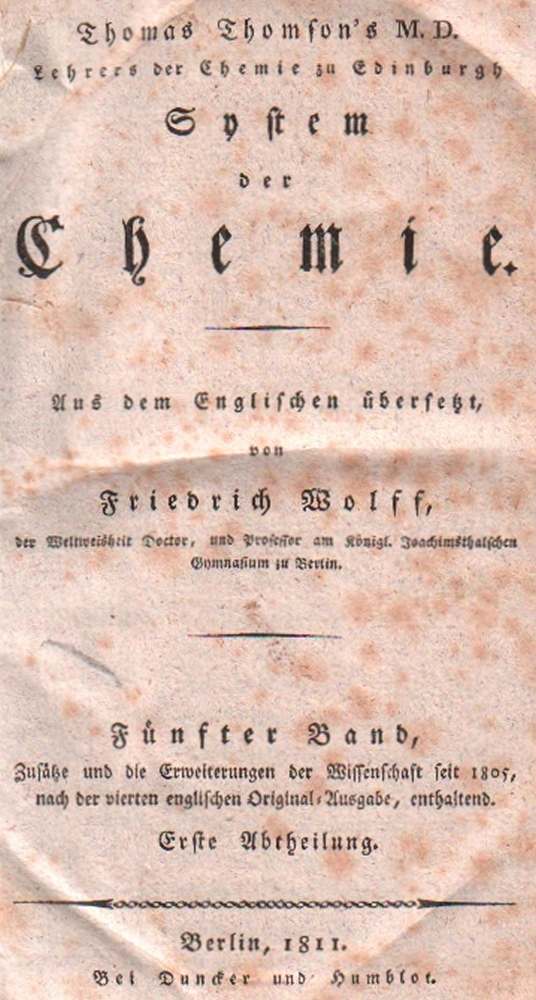 Thomas Thomson's M. D.
Lehrers der Chemie zu Edinburgh
System
der
Chemie.
Aus dem Englischen übersetzt,
von
Friedrich Wolff,
der Weltweisheit Doctor, und Professor am Königl. Joachimsthalschen
Gymnasium zu Berlin.
Fünfter Band,
Zusätze und die Erweiterungen der Wissenschaft seit 1805,
nach der vierten englischen Original-Ausgabe, enthaltend.
Erste Abtheilung.
Berlin, 1811.
Bei Duncker und Humblot.